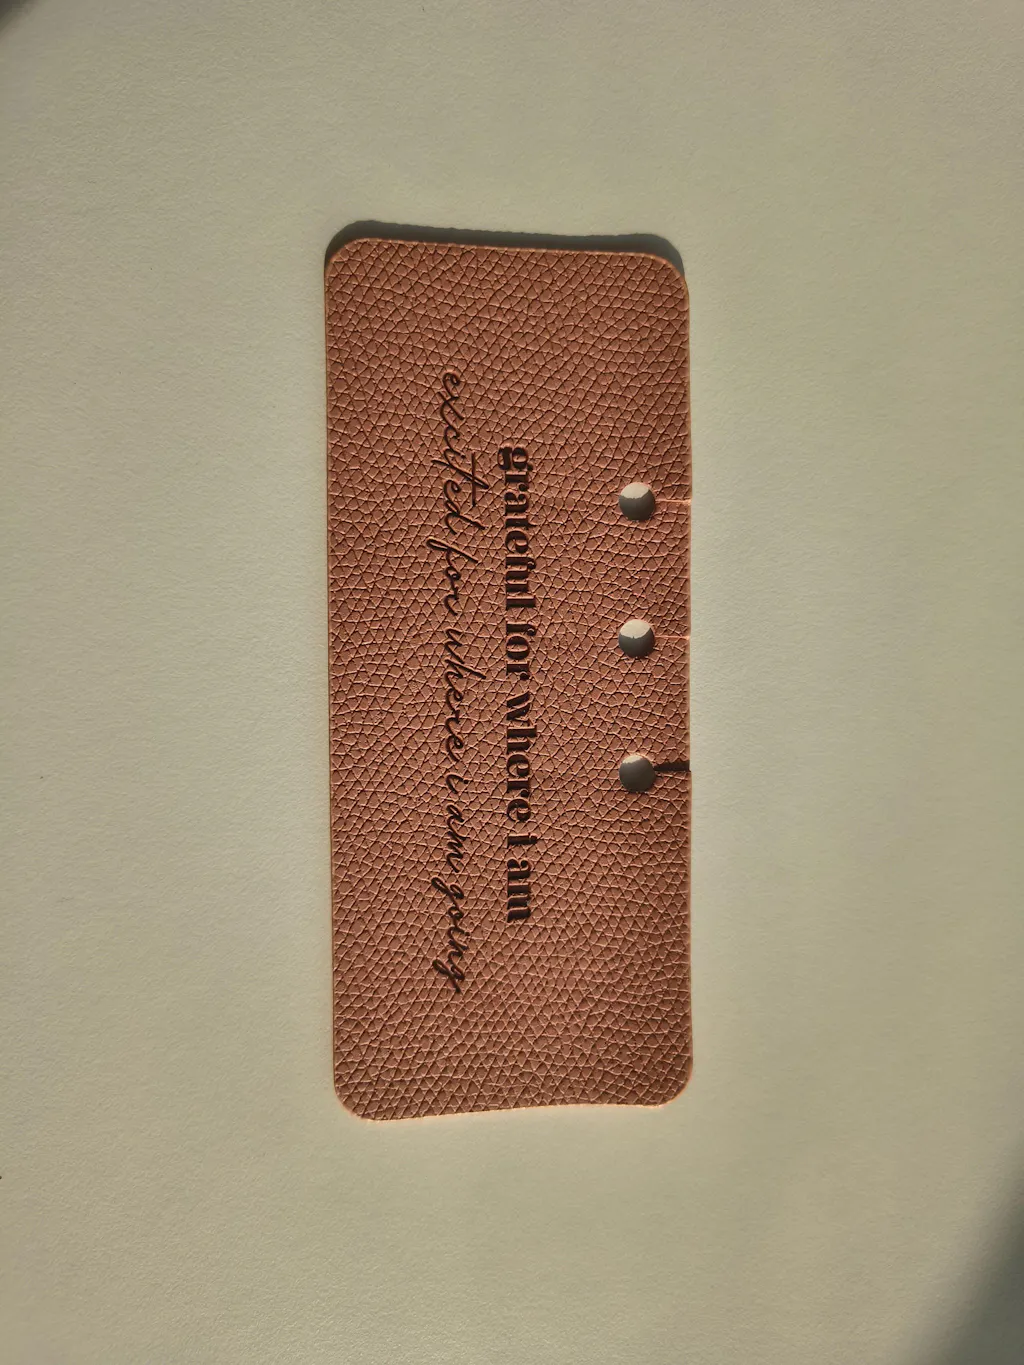 grateful for where i am
excited for where i am going